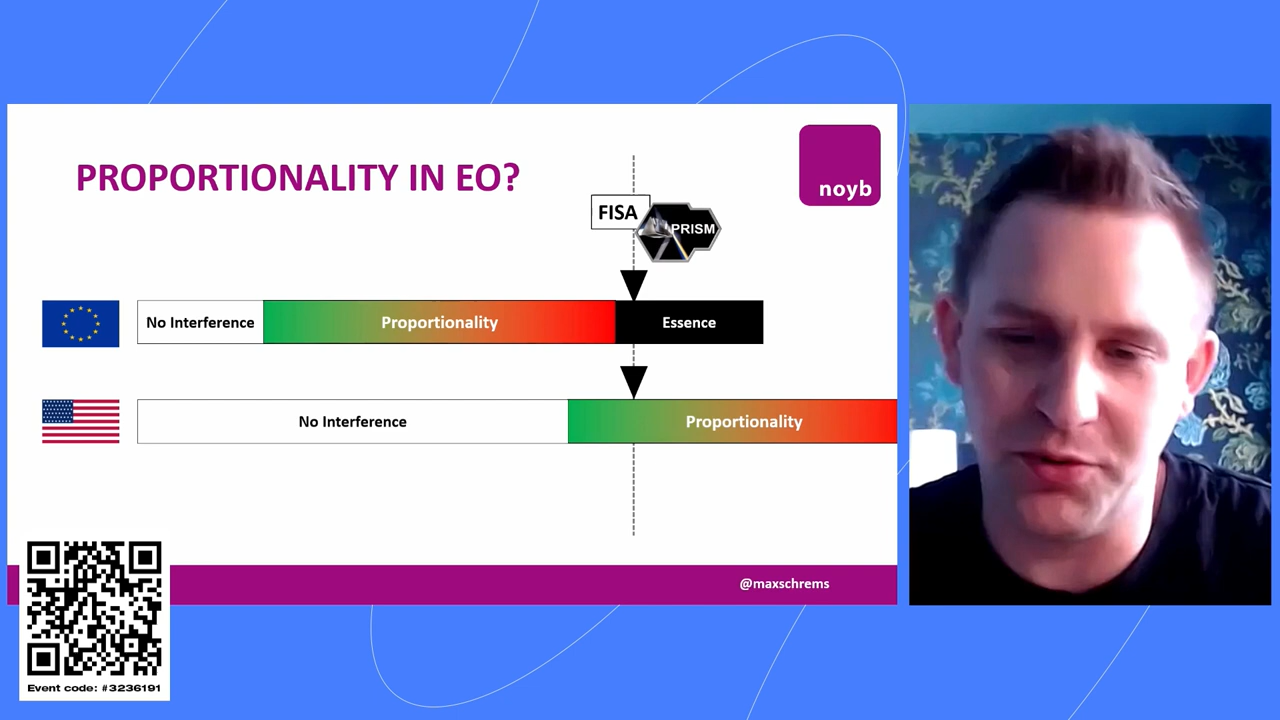 PROPORTIONALITY IN EO?
noyb
FISA
PRISM
No Interference
Proportionality
Essence
No Interference
Proportionality
@maxschrems
Event code: #3236191